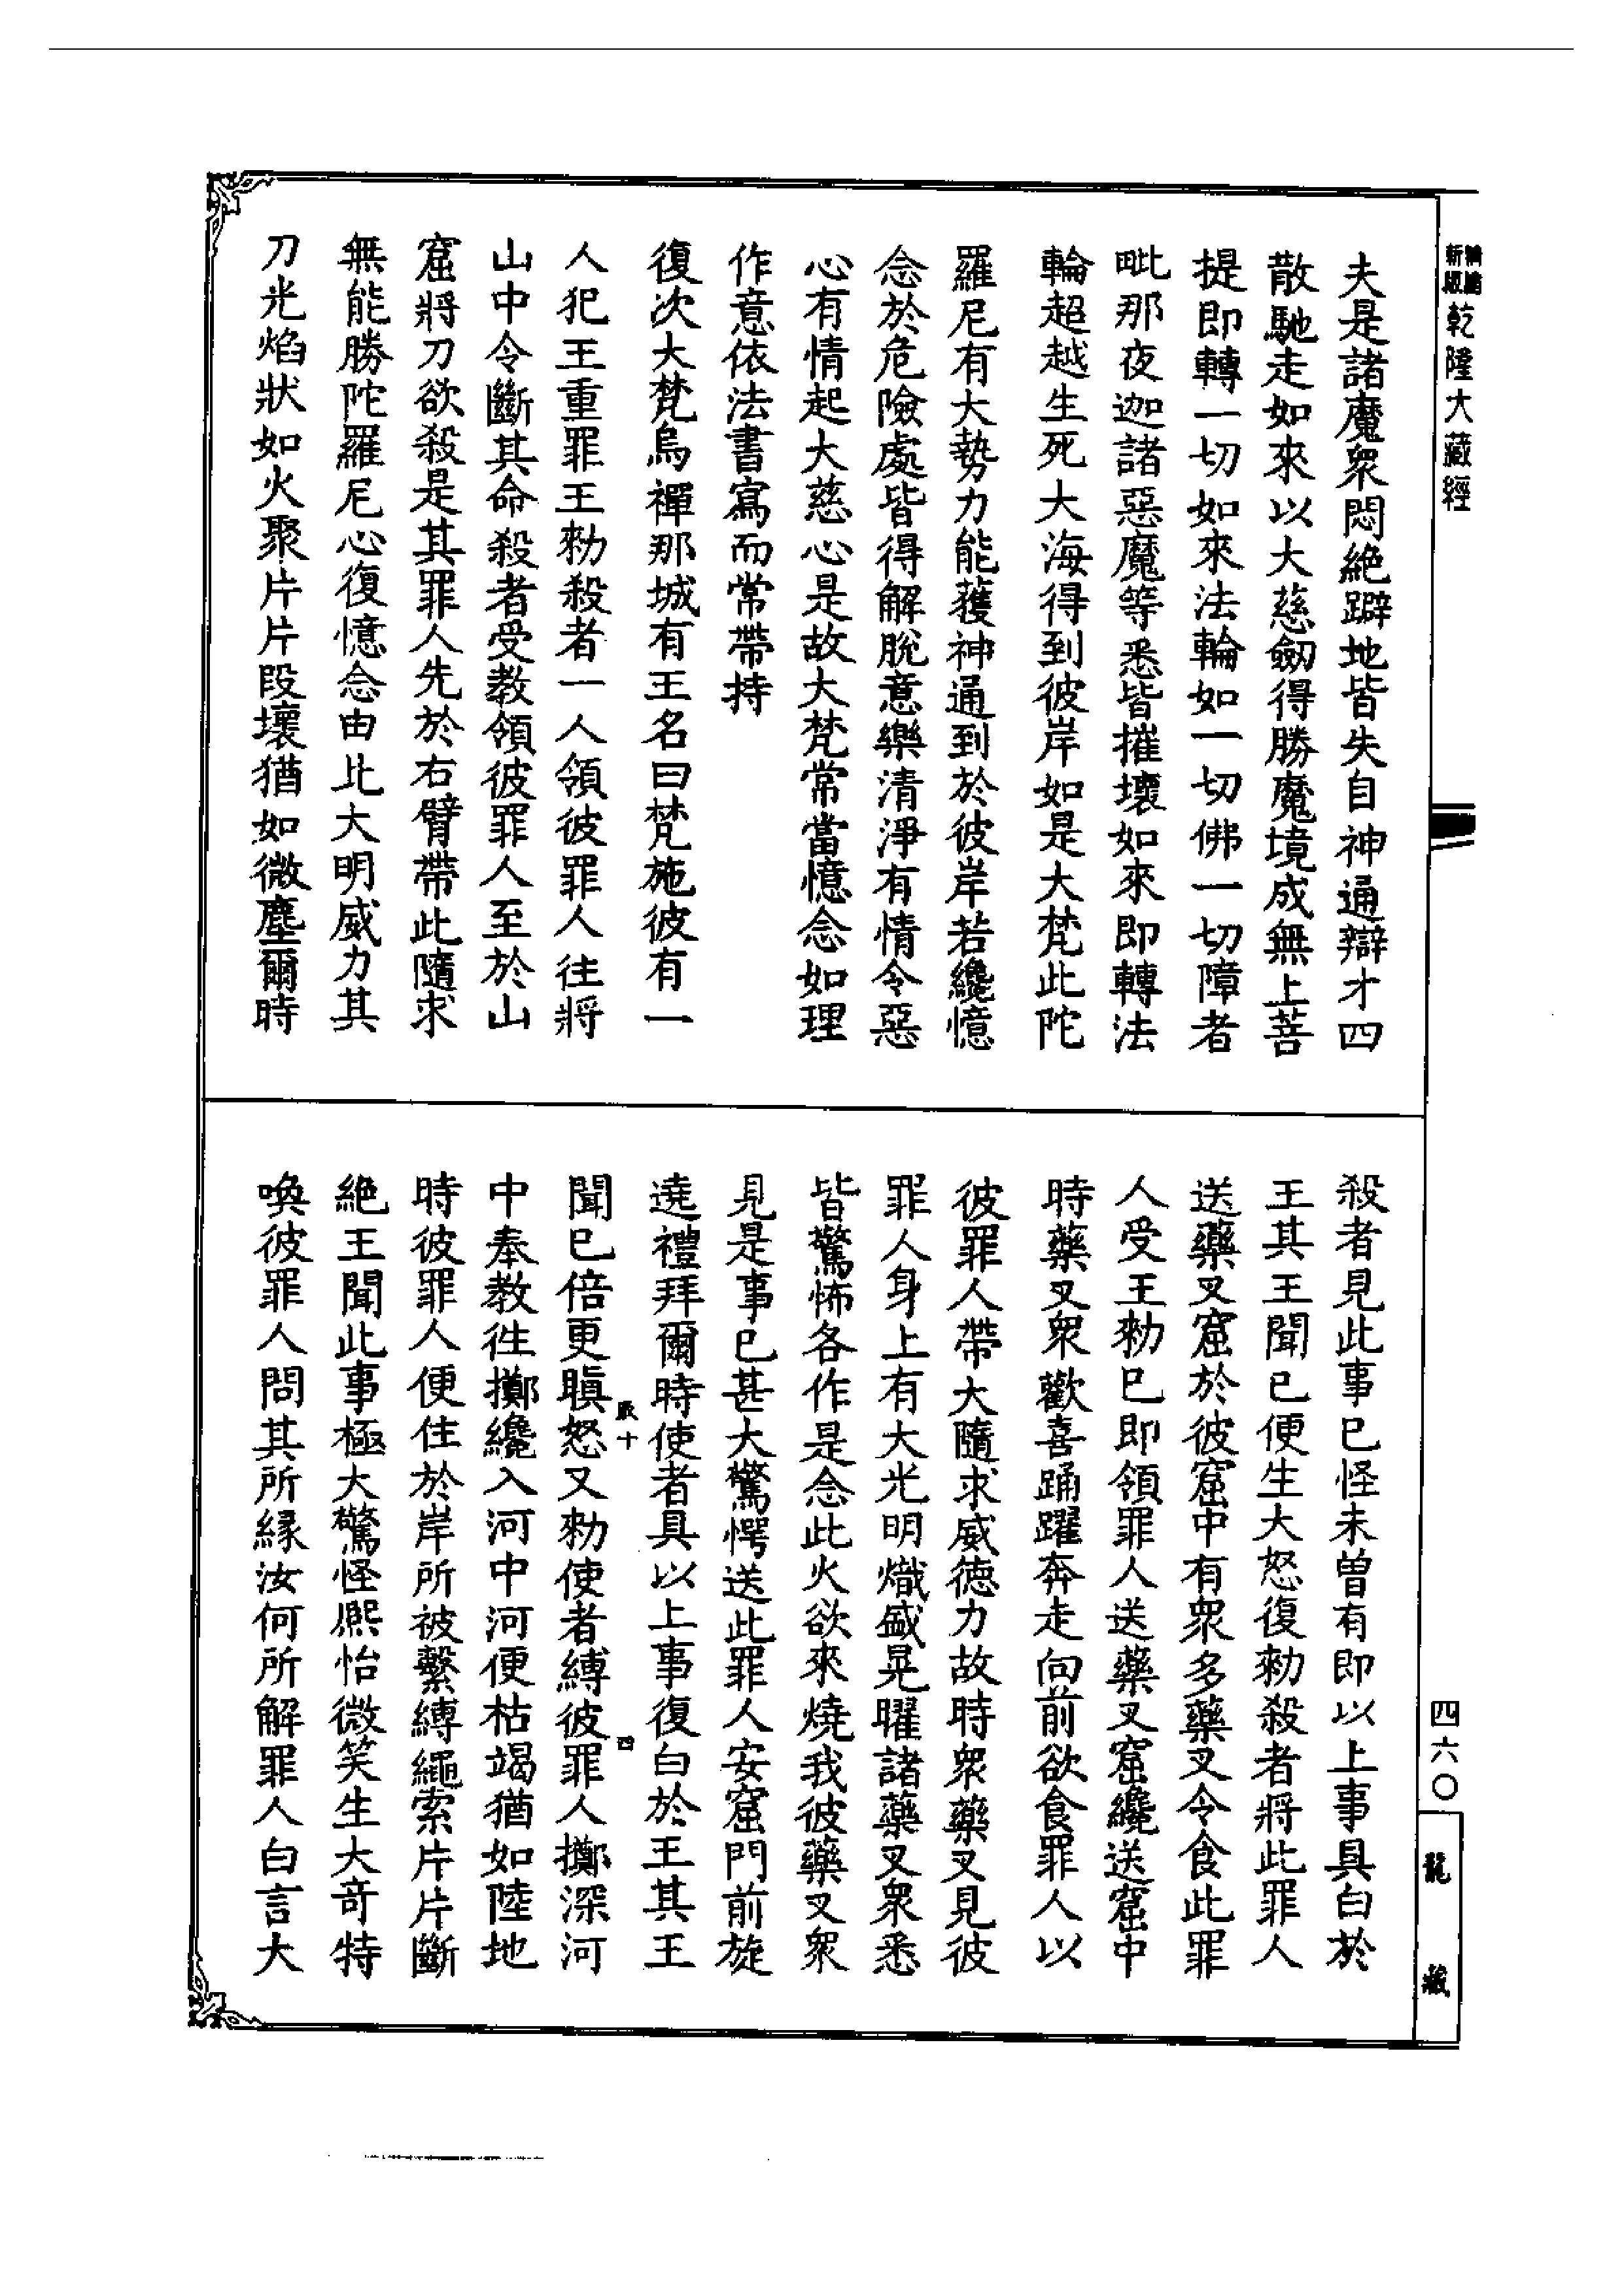 乾隆大藏經
夫是諸魔衆悶絶躃地皆失自神通辯才四
散馳走如來以大慈劒得勝魔境成無上菩
提即轉一切如來法輪如一切佛一切障者
毗那夜迦諸惡魔等悉皆摧壞如來即轉法
輪超越生死大海得到彼岸如是大梵此陀
羅尼有大勢力能獲神通到於彼岸若纔憶
念於危險處皆得解脫意樂清淨有情令惡
心有情起大慈心是故大梵常當憶念如理
作意依法書寫而常帶持
復次大梵烏禪那城有王名曰梵施彼有一
人犯王重罪王勑殺者一人領彼罪人往將
山中令斷其命殺者受教領彼罪人至於山
窟將刀欲殺是其罪人先於右臂帶此隨求
無能勝陀羅尼心復憶念由此大明威力其
刀光焰狀如火聚片片段壞猶如微塵爾時
殺者見此事已怪未曾有即以上事具白於
王其王聞已便生大怒復勑殺者將此罪人
送藥叉窟於彼窟中有衆多藥叉令食此罪
人受王勑已即領罪人送藥叉窟纔送窟中
時藥叉衆歡喜踊躍奔走向前欲食罪人以
彼罪人帶大隨求威德力故時衆藥叉見彼
罪人身上有大光明熾盛晃曜諸藥叉衆悉
皆驚怖各作是念此火欲來燒我彼藥叉衆
見是事已甚大驚愕送此罪人安窟門前旋
遶禮拜爾時使者具以上事復白於王其王
聞已倍更瞋怒又勑使者縛彼罪人擲深河
中奉教往擲纔入河中河便枯竭猶如陸地
時彼罪人便住於岸所被繫縛繩索片片斷
絶王聞此事極大驚怪熙怡微笑生大奇特
喚彼罪人問其所緣汝何所解罪人白言大
四
四六〇
龍藏